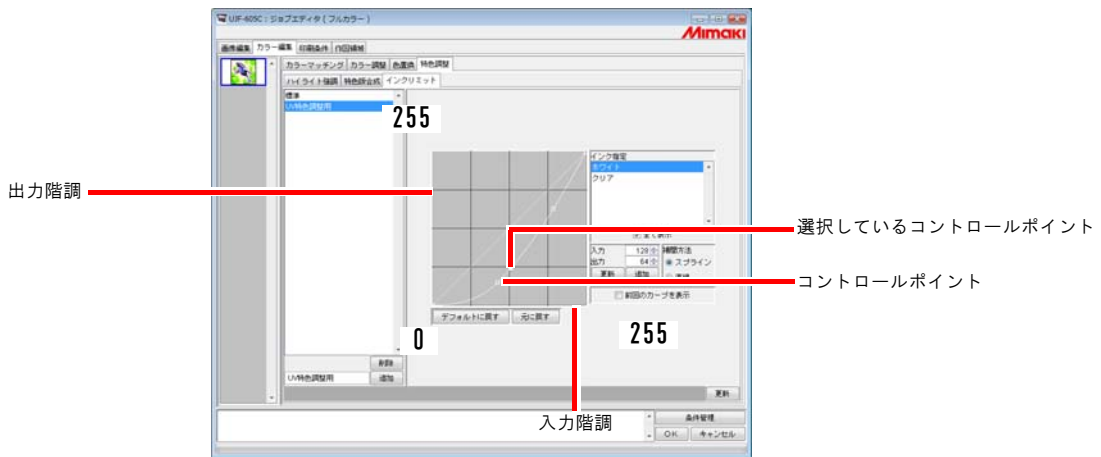 UJF-605C : ジョブエディタ ( フルカラー )
Mimaki
画像編集 カラー編集 印刷条件 作図領域
カラーマッチング カラー調整 色置換 特色調整
ハイライト強調 特色版合成 インクリミット
標準
UV特色調整用
255
インク指定
ホワイト
クリア
出力階調
選択しているコントロールポイント
入力 128 補間方法
出力 64 スプライン
更新 追加 直線
コントロールポイント
前回のカーブを表示
デフォルトに戻す 元に戻す
0
255
削除
UV特色調整用 追加
更新
入力階調
条件管理
OK キャンセル